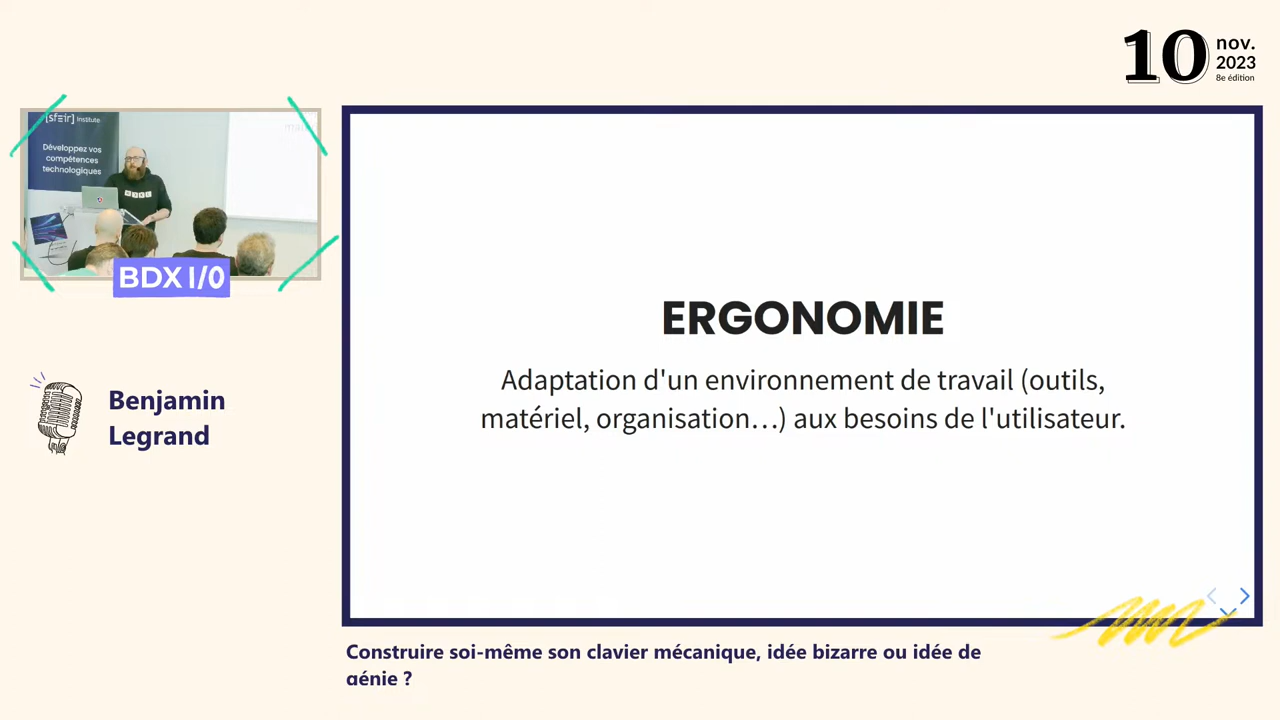 10 nov.
2023
8e édition
[sfeir] Institute
Développez vos
compétences
technologiques
BDX I/O
Benjamin
Legrand
ERGONOMIE
Adaptation d'un environnement de travail (outils,
matériel, organisation…) aux besoins de l'utilisateur.
Construire soi-même son clavier mécanique, idée bizarre ou idée de
génie ?